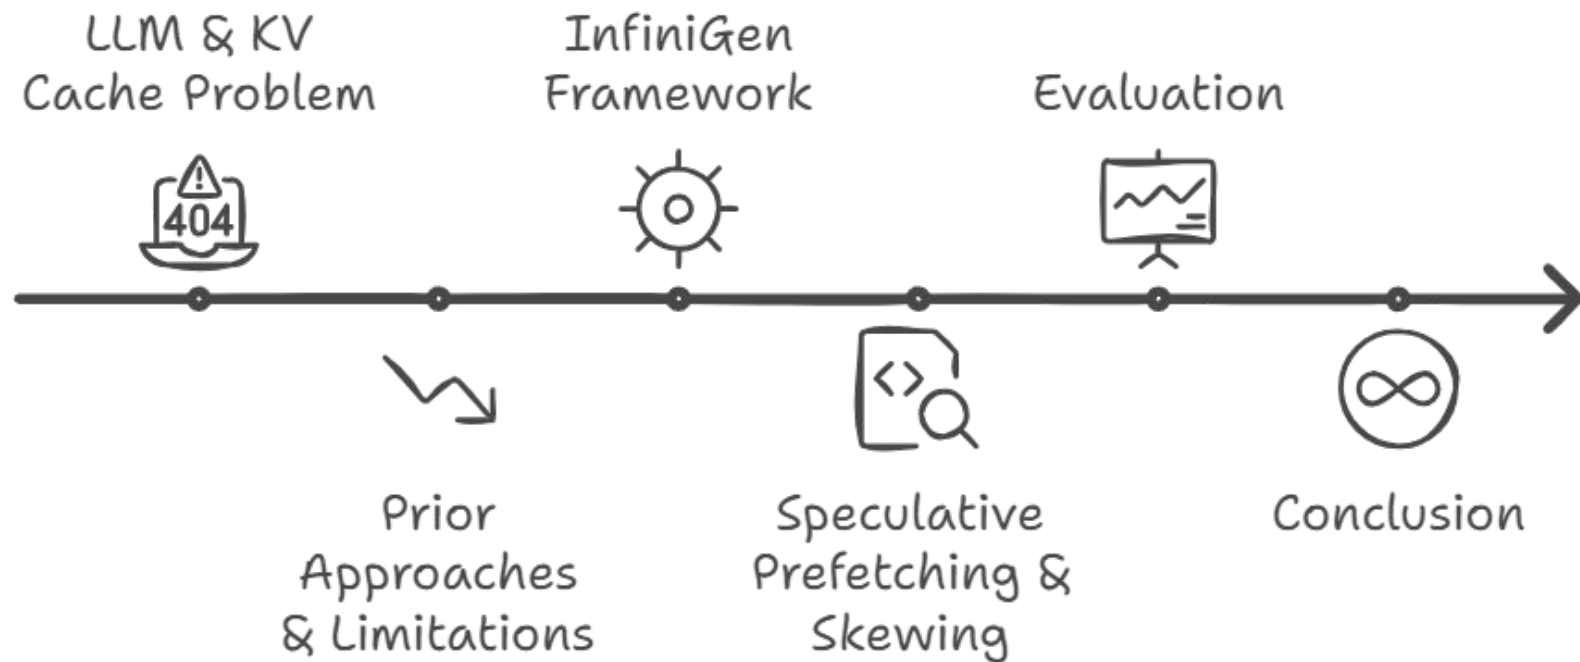 LLM & KV
Cache Problem
404
Prior
Approaches
& Limitations
InfiniGen
Framework
Speculative
Prefetching &
Skewing
Evaluation
Conclusion